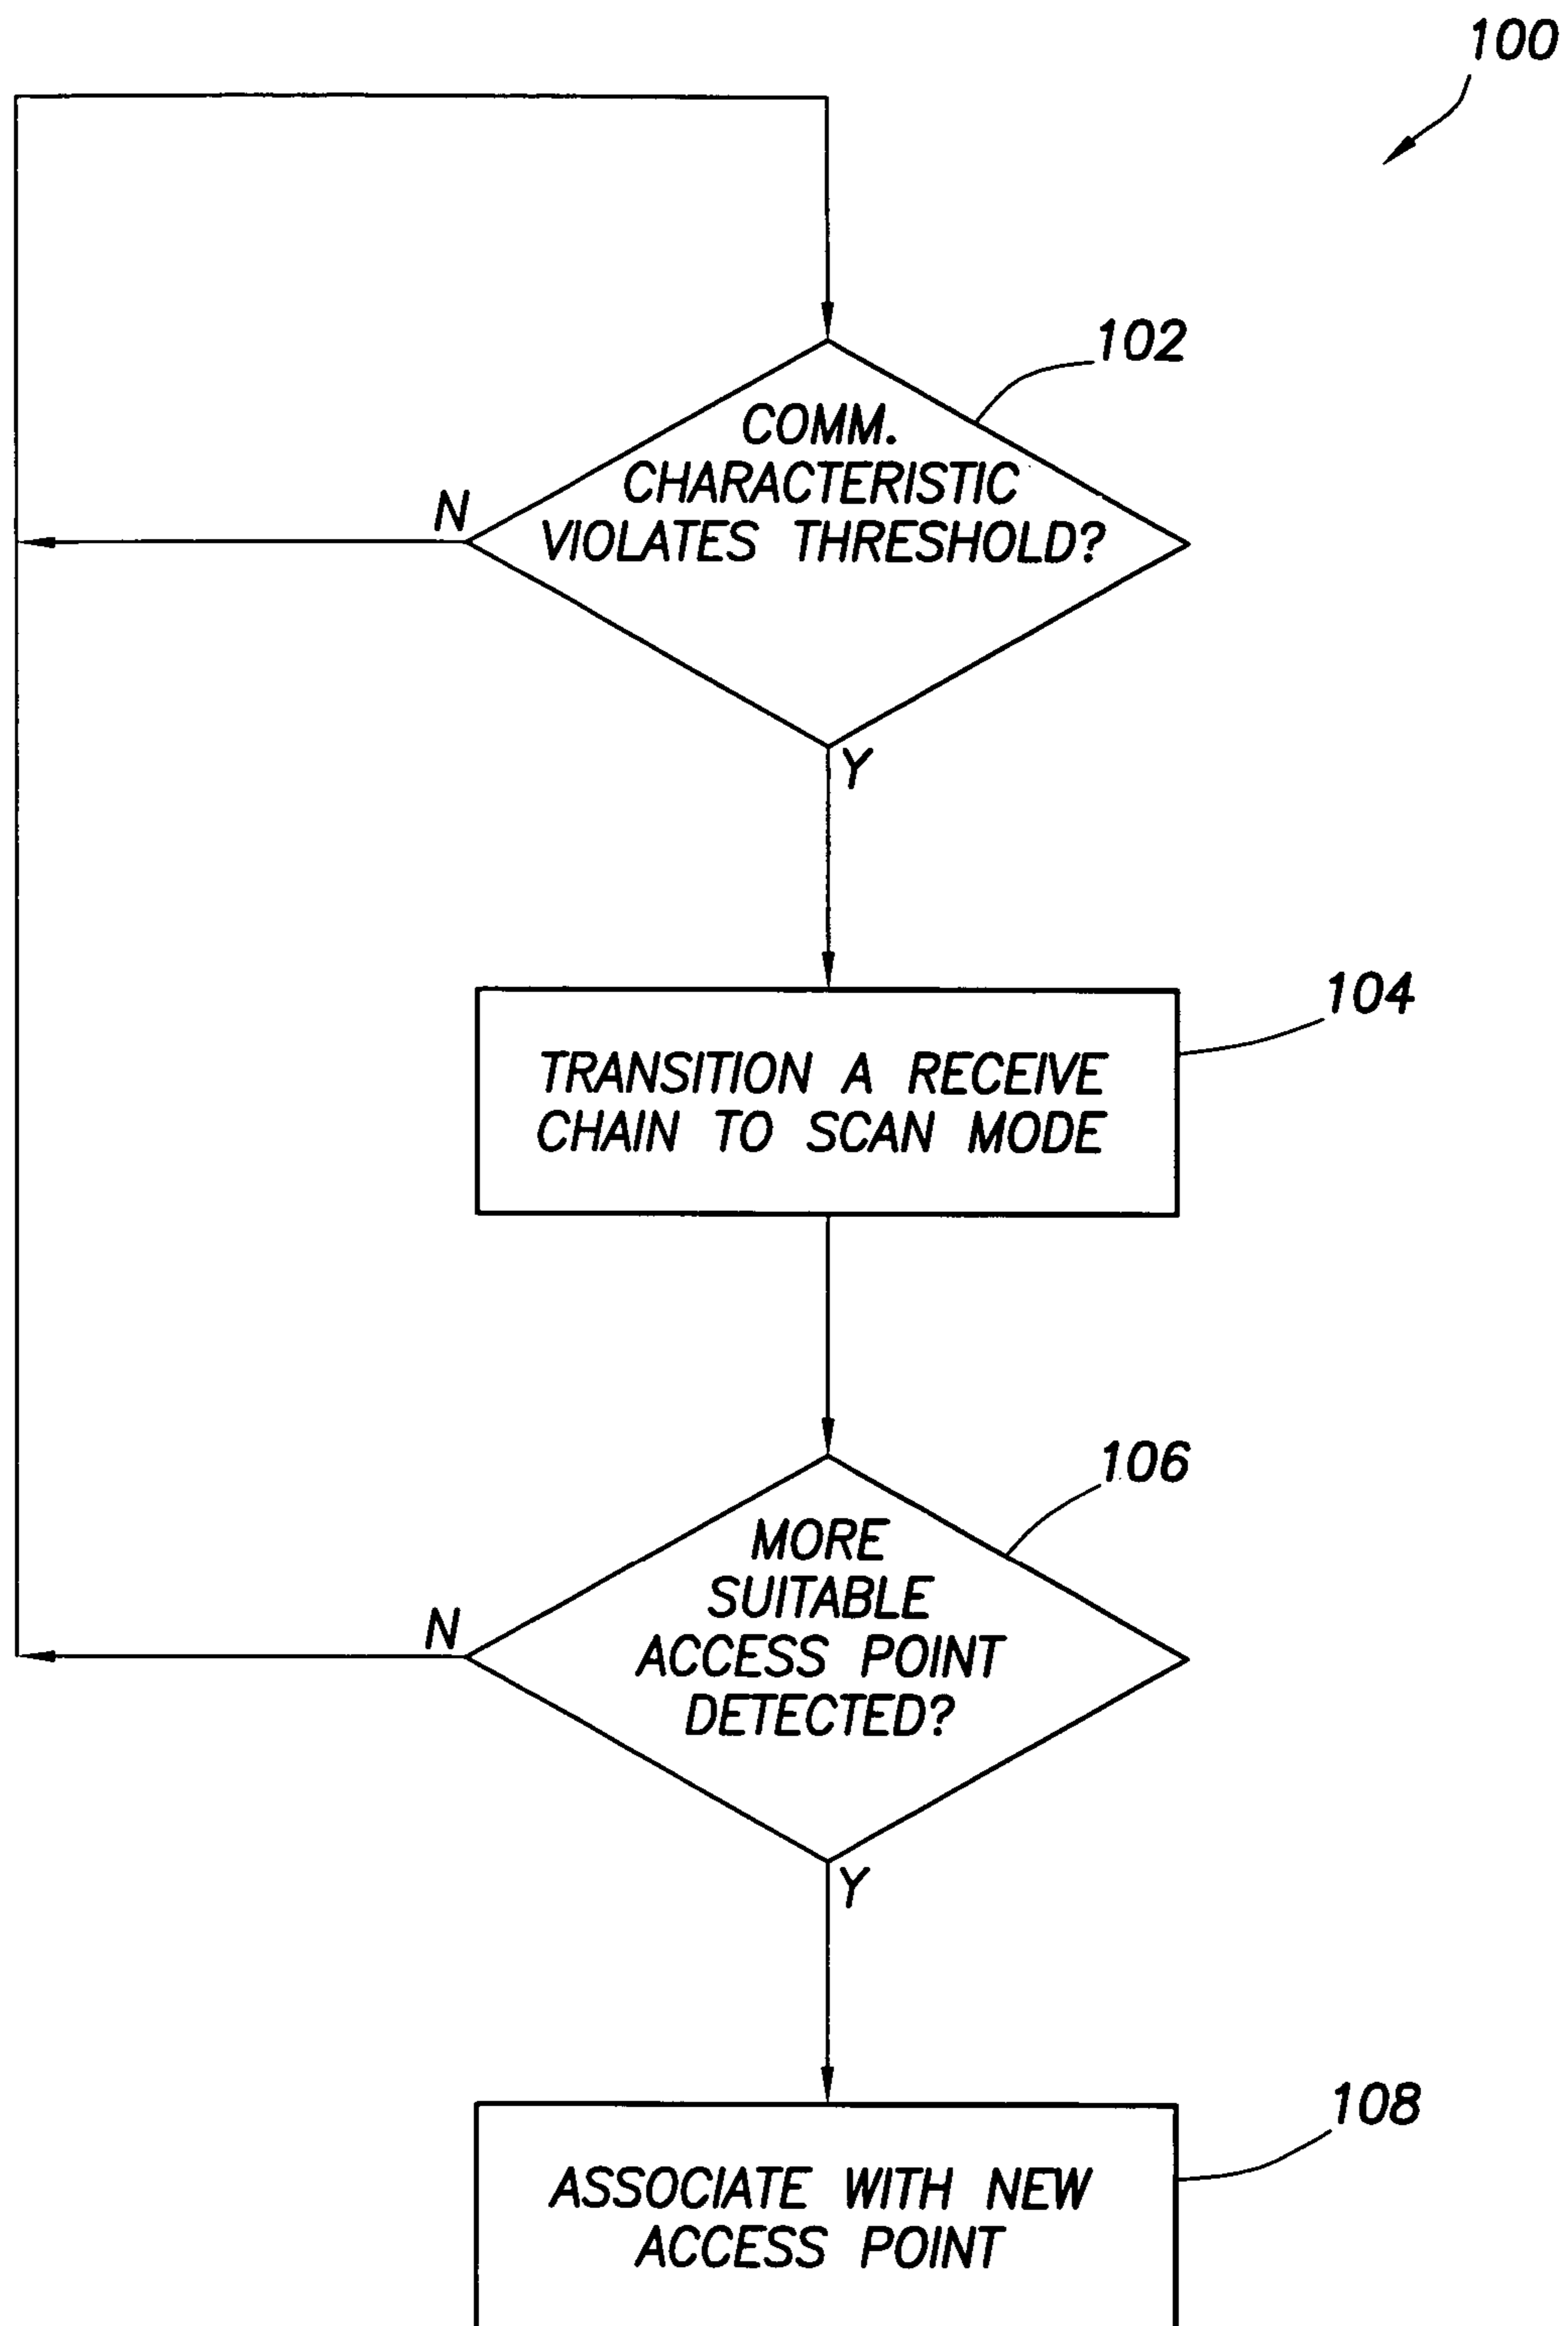 100
102
COMM.
CHARACTERISTIC
VIOLATES THRESHOLD?
N
Y
104
TRANSITION A RECEIVE
CHAIN TO SCAN MODE
106
MORE
SUITABLE
ACCESS POINT
DETECTED?
N
Y
108
ASSOCIATE WITH NEW
ACCESS POINT